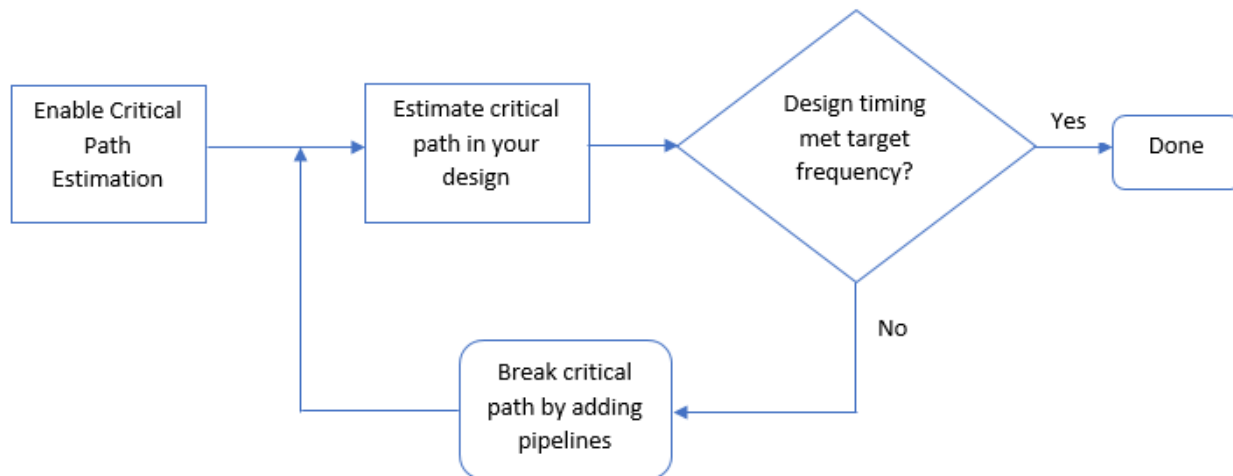 Enable Critical
Path
Estimation
Estimate critical
path in your
design
Design timing
met target
frequency?
Yes
Done
No
Break critical
path by adding
pipelines